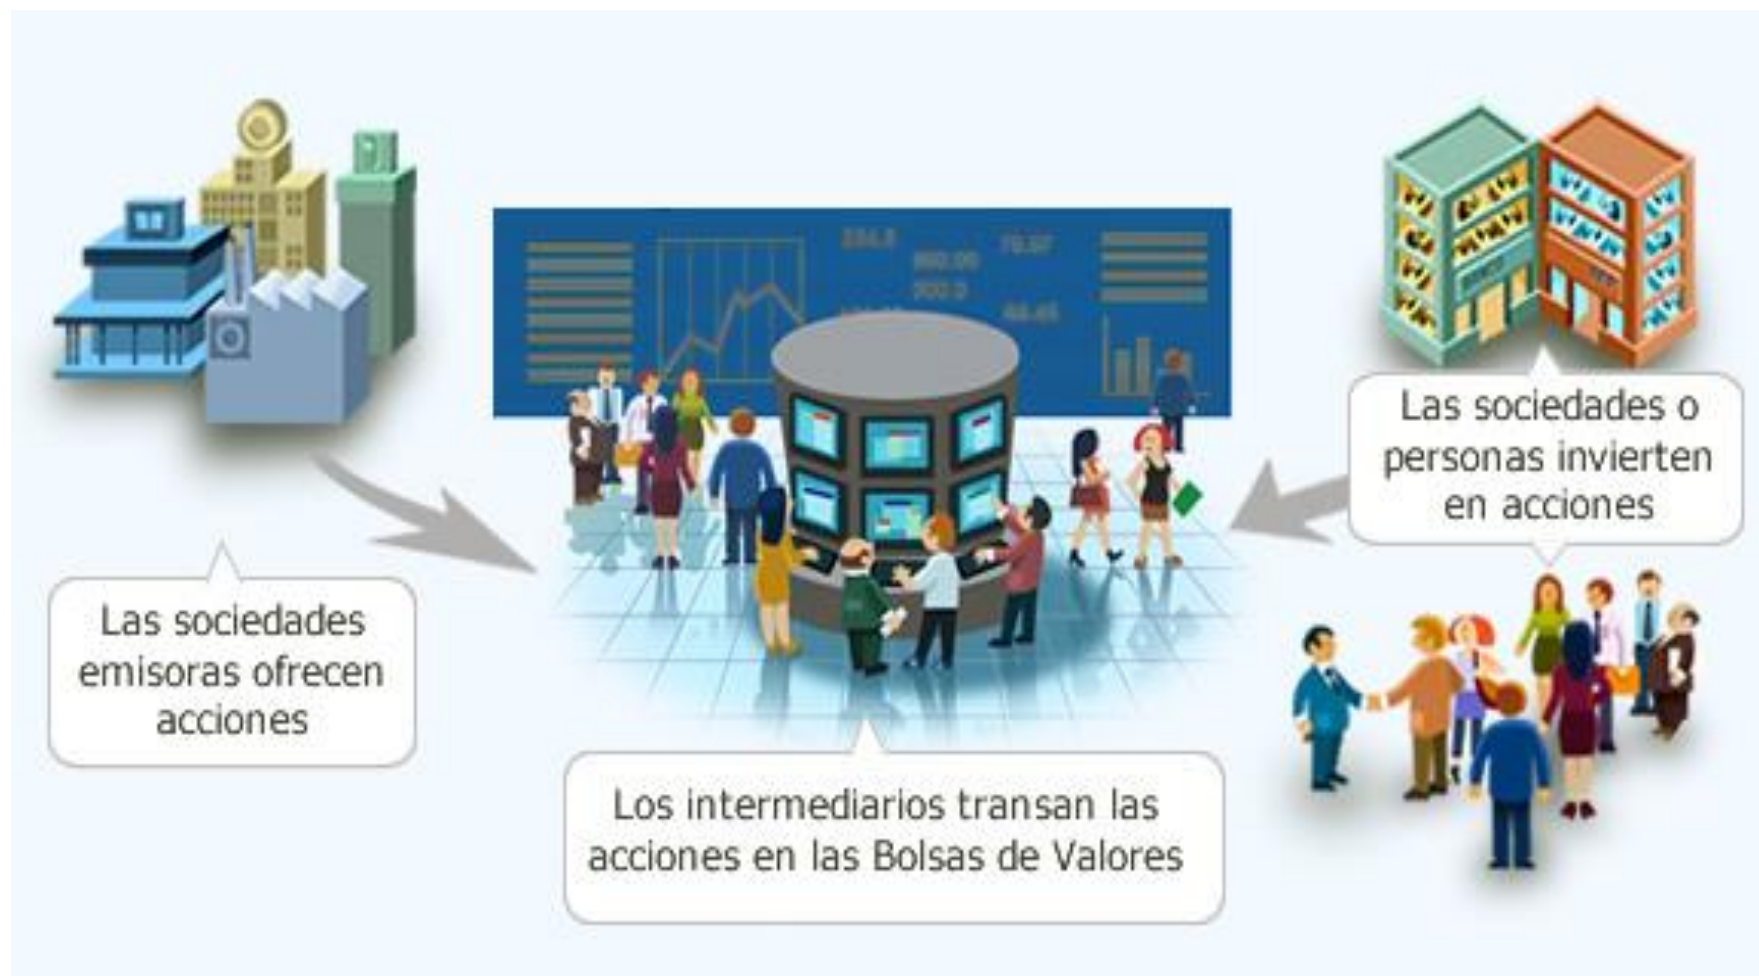 Las sociedades
emisoras ofrecen
acciones
Los intermediarios transan las
acciones en las Bolsas de Valores
Las sociedades o
personas invierten
en acciones